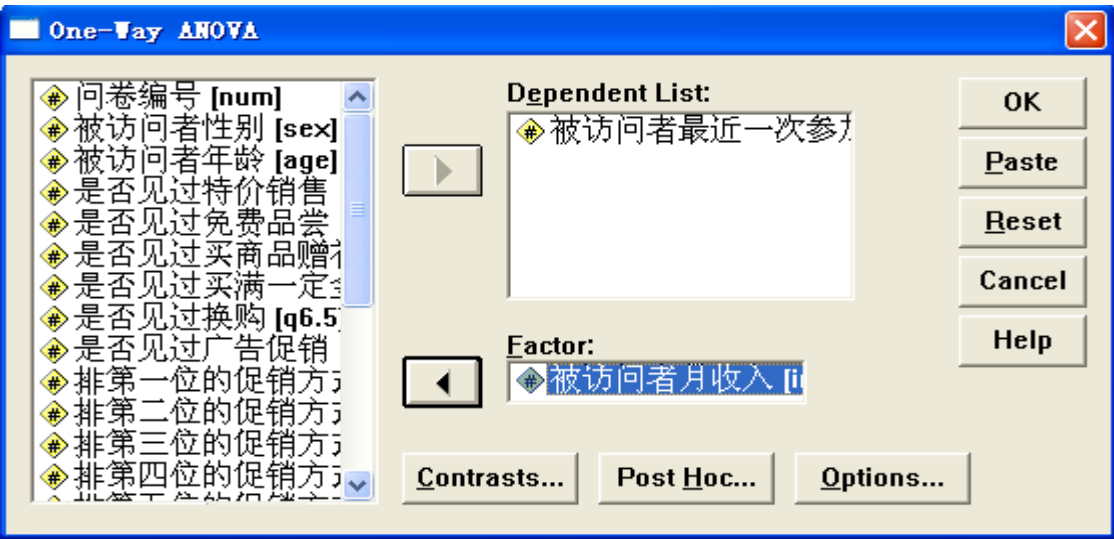 One-Way ANOVA
问卷编号 [num]
被访问者性别 [sex]
被访问者年龄 [age]
是否见过特价销售
是否见过免费品尝
是否见过买商品赠
是否见过买满一定
是否见过换购 [q6.5]
是否见过广告促销
排第一位的促销方
排第二位的促销方
排第三位的促销方
排第四位的促销方
Dependent List:
被访问者最近一次参
Factor:
被访问者月收入
Contrasts...
Post Hoc...
Options...
OK
Paste
Reset
Cancel
Help